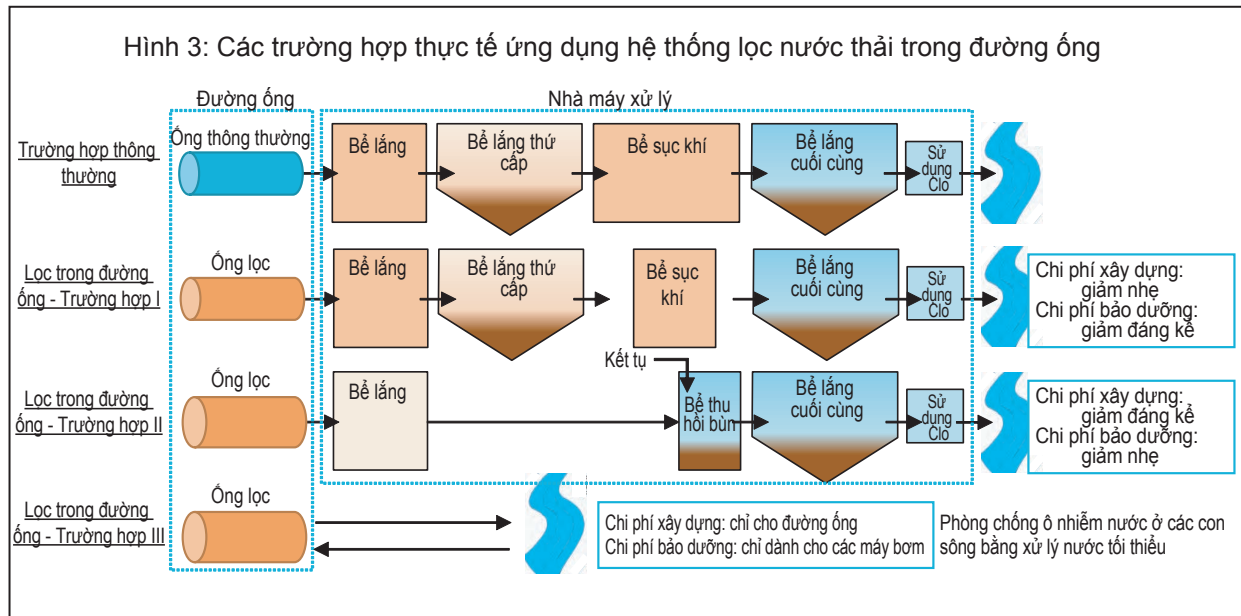 Hình 3: Các trường hợp thực tế ứng dụng hệ thống lọc nước thải trong đường ống
Đường ống
Nhà máy xử lý
Trường hợp thông
thường
Ống thông thường
Bể lắng
Bể lắng thứ
cấp
Bể sục khí
Bể lắng
cuối cùng
Sử
dụng
Clo
Lọc trong đường
ống - Trường hợp I
Ống lọc
Bể lắng
Bể lắng thứ
cấp
Bể sục
khí
Bể lắng
cuối cùng
Sử
dụng
Clo
Chi phí xây dựng:
giảm nhẹ
Chi phí bảo dưỡng:
giảm đáng kể
Lọc trong đường
ống - Trường hợp II
Ống lọc
Bể lắng
Kết tụ
Bể thu
hồi bùn
Bể lắng
cuối cùng
Sử
dụng
Clo
Chi phí xây dựng:
giảm đáng kể
Chi phí bảo dưỡng:
giảm nhẹ
Lọc trong đường
ống - Trường hợp III
Ống lọc
Chi phí xây dựng: chỉ cho đường ống
Chi phí bảo dưỡng: chỉ dành cho các máy bơm
Phòng chống ô nhiễm nước ở các con
sông bằng xử lý nước tối thiểu